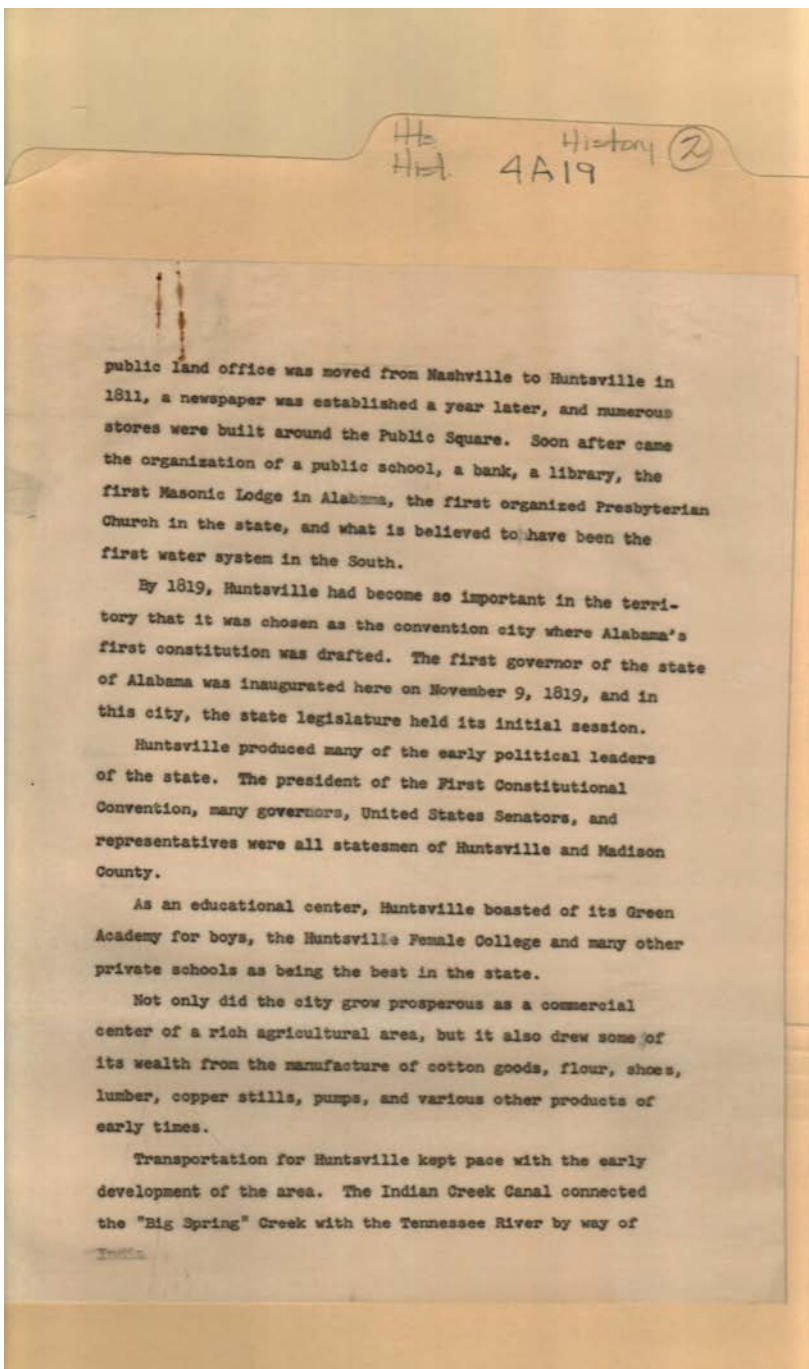 Hts History 2
Hist. 4A19
public land office was moved from Nashville to Huntsville in
1811, a newspaper was established a year later, and numerous
stores were built around the Public Square. Soon after came
the organization of a public school, a bank, a library, the
first Masonic Lodge in Alabama, the first organized Presbyterian
Church in the state, and what is believed to have been the
first water system in the South.
By 1819, Huntsville had become so important in the terri-
tory that it was chosen as the convention city where Alabama's
first constitution was drafted. The first governor of the state
of Alabama was inaugurated here on November 9, 1819, and in
this city, the state legislature held its initial session.
Huntsville produced many of the early political leaders
of the state. The president of the First Constitutional
Convention, many governors, United States Senators, and
representatives were all statesmen of Huntsville and Madison
County.
As an educational center, Huntsville boasted of its Green
Academy for boys, the Huntsville Female College and many other
private schools as being the best in the state.
Not only did the city grow prosperous as a commercial
center of a rich agricultural area, but it also drew some of
its wealth from the manufacture of cotton goods, flour, shoes,
lumber, copper stills, pumps, and various other products of
early times.
Transportation for Huntsville kept pace with the early
development of the area. The Indian Creek Canal connected
the "Big Spring" Creek with the Tennessee River by way of
India